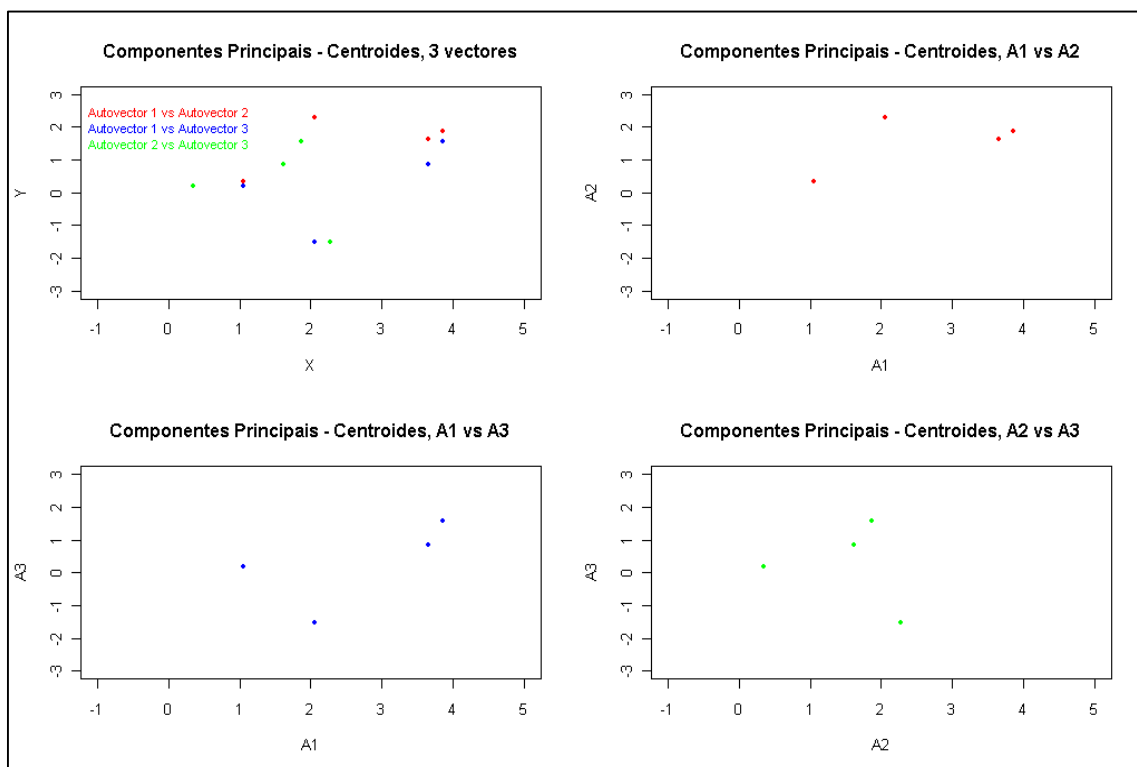 Componentes Principais - Centroides, 3 vectores
3
2
1
0
-1
-2
-3
Y
Autovector 1 vs Autovector 2
Autovector 1 vs Autovector 3
Autovector 2 vs Autovector 3
-1 0 1 2 3 4 5
X
Componentes Principais - Centroides, A1 vs A2
3
2
1
0
-1
-2
-3
A2
-1 0 1 2 3 4 5
A1
Componentes Principais - Centroides, A1 vs A3
3
2
1
0
-1
-2
-3
A3
-1 0 1 2 3 4 5
A1
Componentes Principais - Centroides, A2 vs A3
3
2
1
0
-1
-2
-3
A3
-1 0 1 2 3 4 5
A2